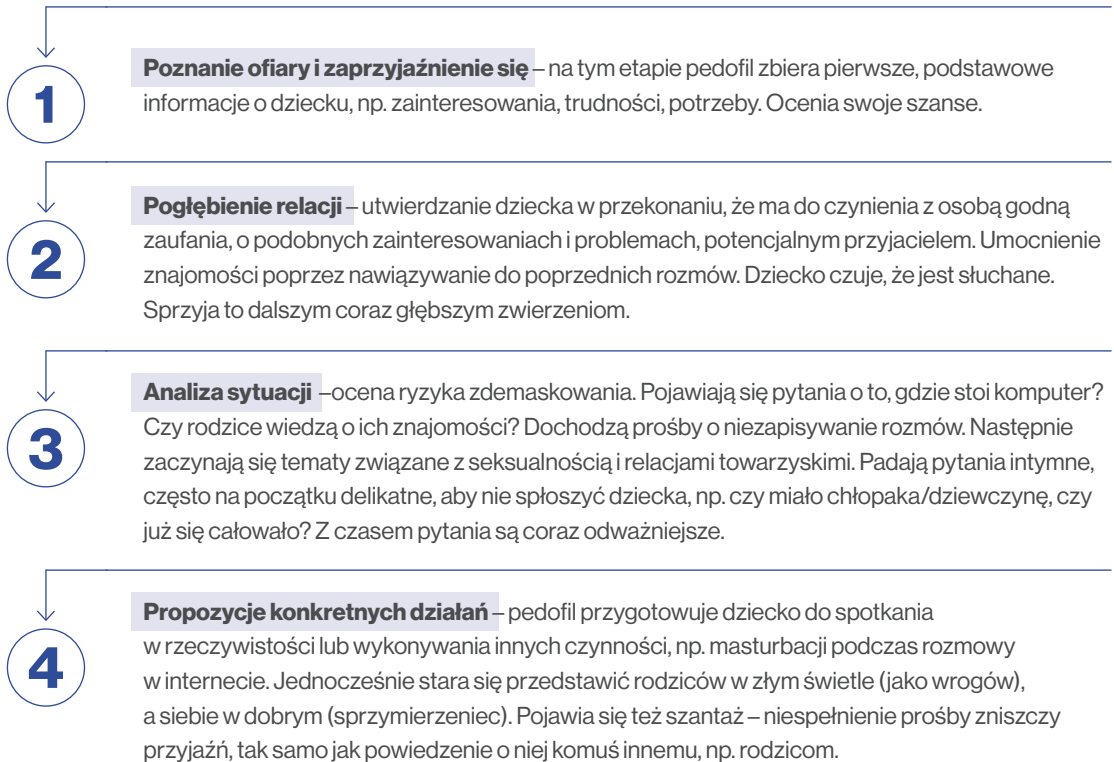 1
Poznanie ofiary i zaprzyjaźnienie się – na tym etapie pedofil zbiera pierwsze, podstawowe
informacje o dziecku, np. zainteresowania, trudności, potrzeby. Ocenia swoje szanse.
2
Pogłębienie relacji – utwierdzanie dziecka w przekonaniu, że ma do czynienia z osobą godną
zaufania, o podobnych zainteresowaniach i problemach, potencjalnym przyjacielem. Umocnienie
znajomości poprzez nawiązywanie do poprzednich rozmów. Dziecko czuje, że jest słuchane.
Sprzyja to dalszym coraz głębszym zwierzeniom.
3
Analiza sytuacji –ocena ryzyka zdemaskowania. Pojawiają się pytania o to, gdzie stoi komputer?
Czy rodzice wiedzą o ich znajomości? Dochodzą prośby o niezapisywanie rozmów. Następnie
zaczynają się tematy związane z seksualnością i relacjami towarzyskimi. Padają pytania intymne,
często na początku delikatne, aby nie spłoszyć dziecka, np. czy miało chłopaka/dziewczynę, czy
już się całowało? Z czasem pytania są coraz odważniejsze.
4
Propozycje konkretnych działań – pedofil przygotowuje dziecko do spotkania
w rzeczywistości lub wykonywania innych czynności, np. masturbacji podczas rozmowy
w internecie. Jednocześnie stara się przedstawić rodziców w złym świetle (jako wrogów),
a siebie w dobrym (sprzymierzeniec). Pojawia się też szantaż – niespełnienie prośby zniszczy
przyjaźń, tak samo jak powiedzenie o niej komuś innemu, np. rodzicom.